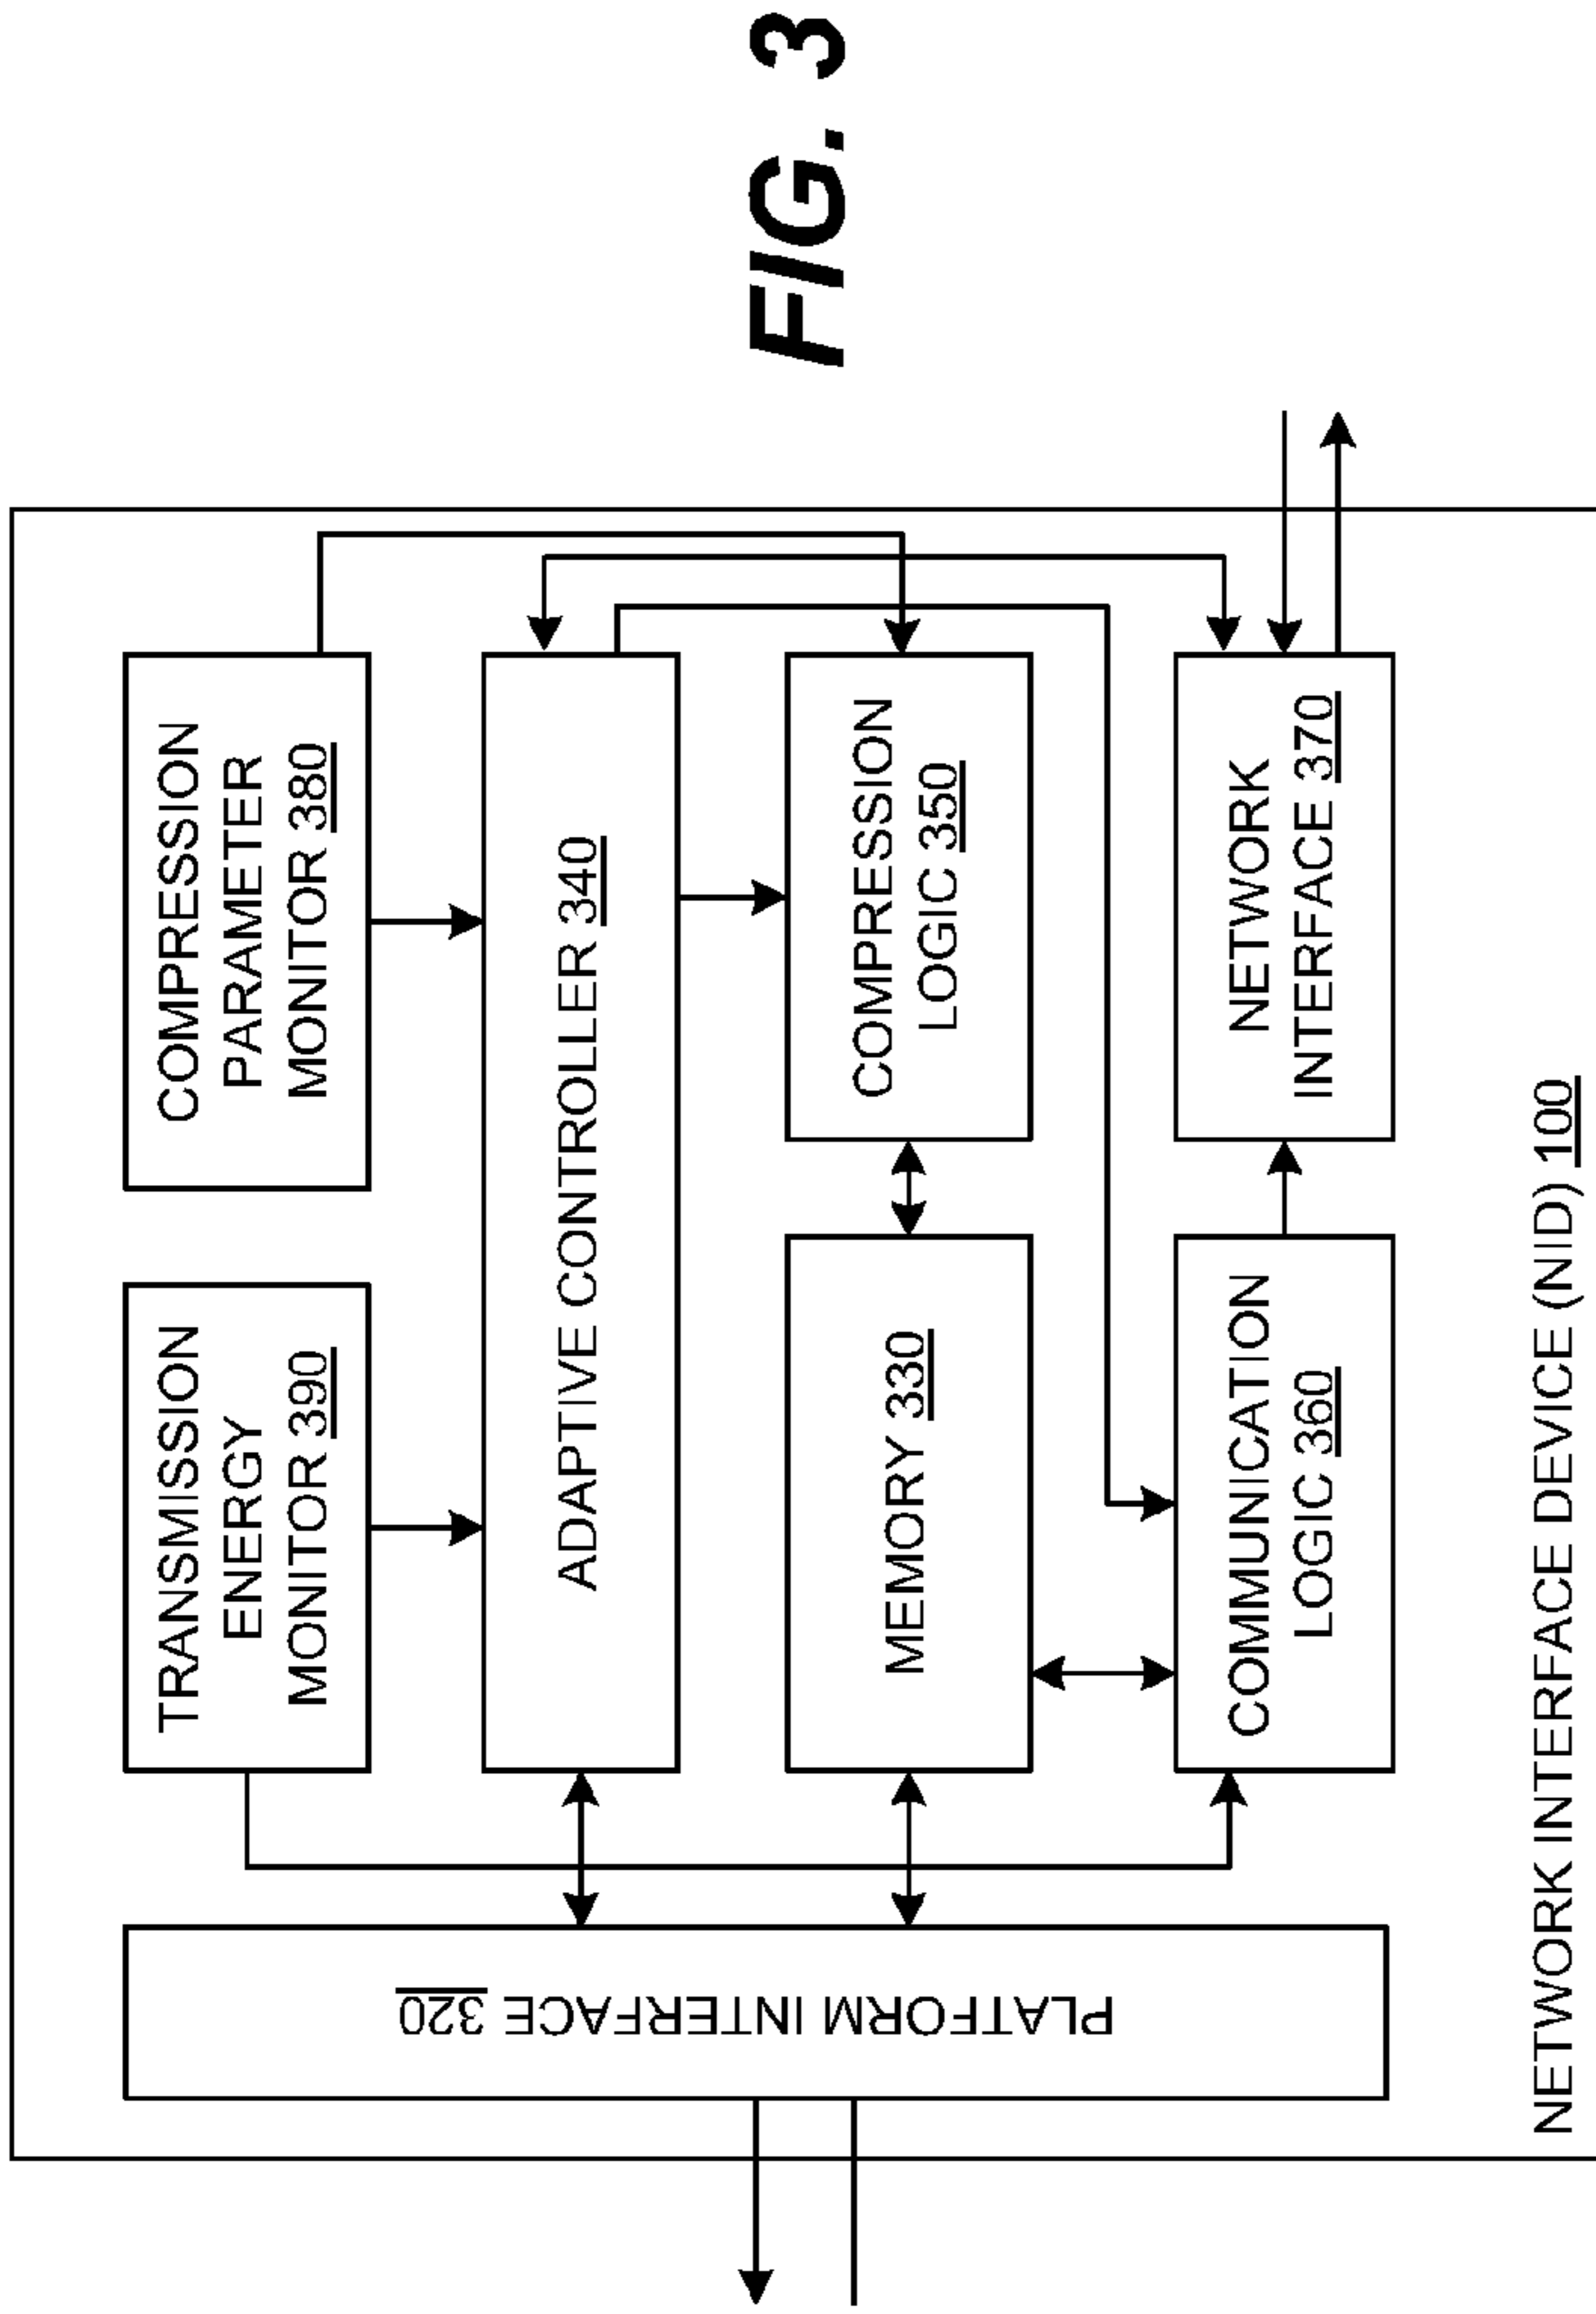 FIG. 3
TRANSMISSION
ENERGY
MONITOR 390
COMPRESSION
PARAMETER
MONITOR 380
PLATFORM INTERFACE 320
ADAPTIVE CONTROLLER 340
MEMORY 330
COMPRESSION
LOGIC 350
COMMUNICATION
LOGIC 360
NETWORK
INTERFACE 370
NETWORK INTERFACE DEVICE (NID) 100